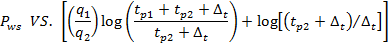 P_ws VS. [(q_1/q_2) log((t_p1 + t_p2 + Δ_t)/(t_p2 + Δ_t)) + log[(t_p2 + Δ_t)/Δ_t]]